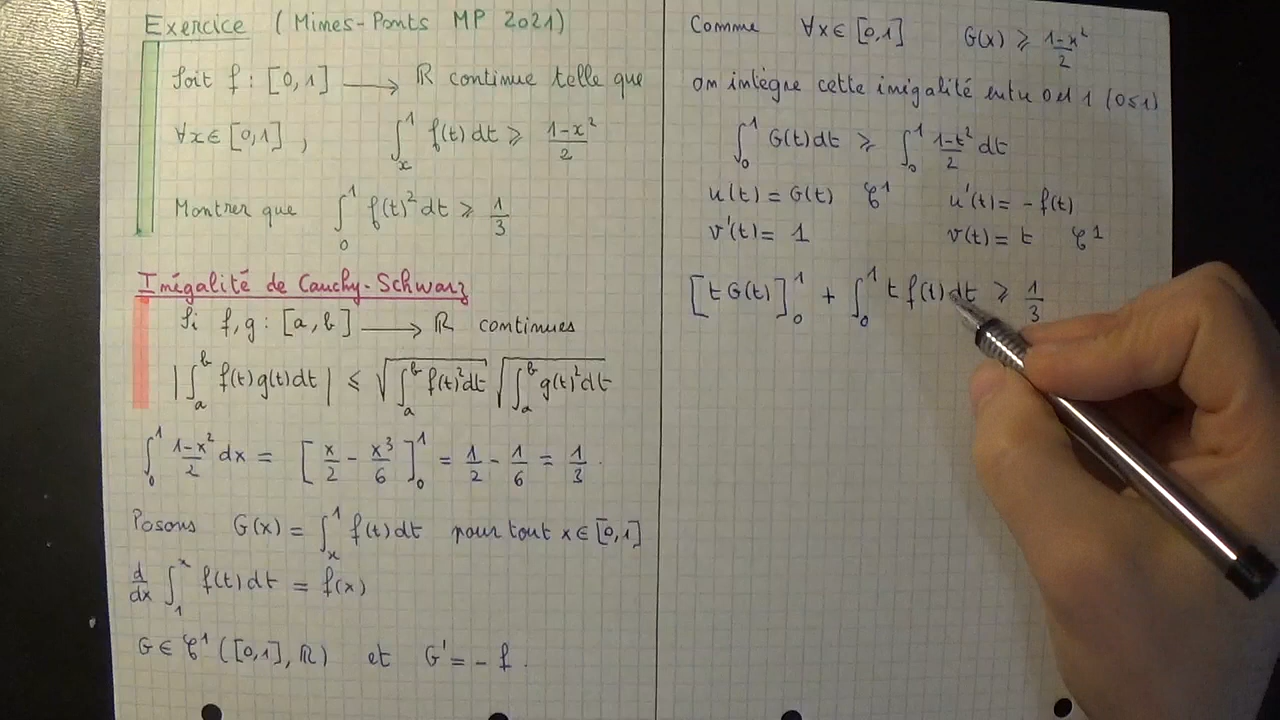 Exercice (Mines-Ponts MP 2021)
Soit f : [0,1] ⟶ ℝ continue telle que
∀x∈[0,1], ∫_x^1 f(t)dt ≥ (1-x²)/2
Montrer que ∫_0^1 f(t)²dt ≥ 1/3
Inégalité de Cauchy-Schwarz
Si f,g : [a,b] ⟶ ℝ continues
|∫_a^b f(t)g(t)dt| ≤ √(∫_a^b f(t)²dt) √(∫_a^b g(t)²dt)
∫_0^1 (1-x²)/2 dx = [x/2 - x³/6]_0^1 = 1/2 - 1/6 = 1/3.
Posons G(x) = ∫_x^1 f(t)dt pour tout x∈[0,1]
d/dx ∫_1^x f(t)dt = f(x)
G∈ 𝒞¹([0,1],ℝ) et G' = -f.
Comme ∀x∈[0,1] G(x) ≥ (1-x²)/2
on intègre cette inégalité entre 0 et 1 (0≤1)
∫_0^1 G(t)dt ≥ ∫_0^1 (1-t²)/2 dt
u(t) = G(t) 𝒞¹ u'(t) = -f(t)
v'(t) = 1 v(t) = t 𝒞¹
[t G(t)]_0^1 + ∫_0^1 t f(t)dt ≥ 1/3